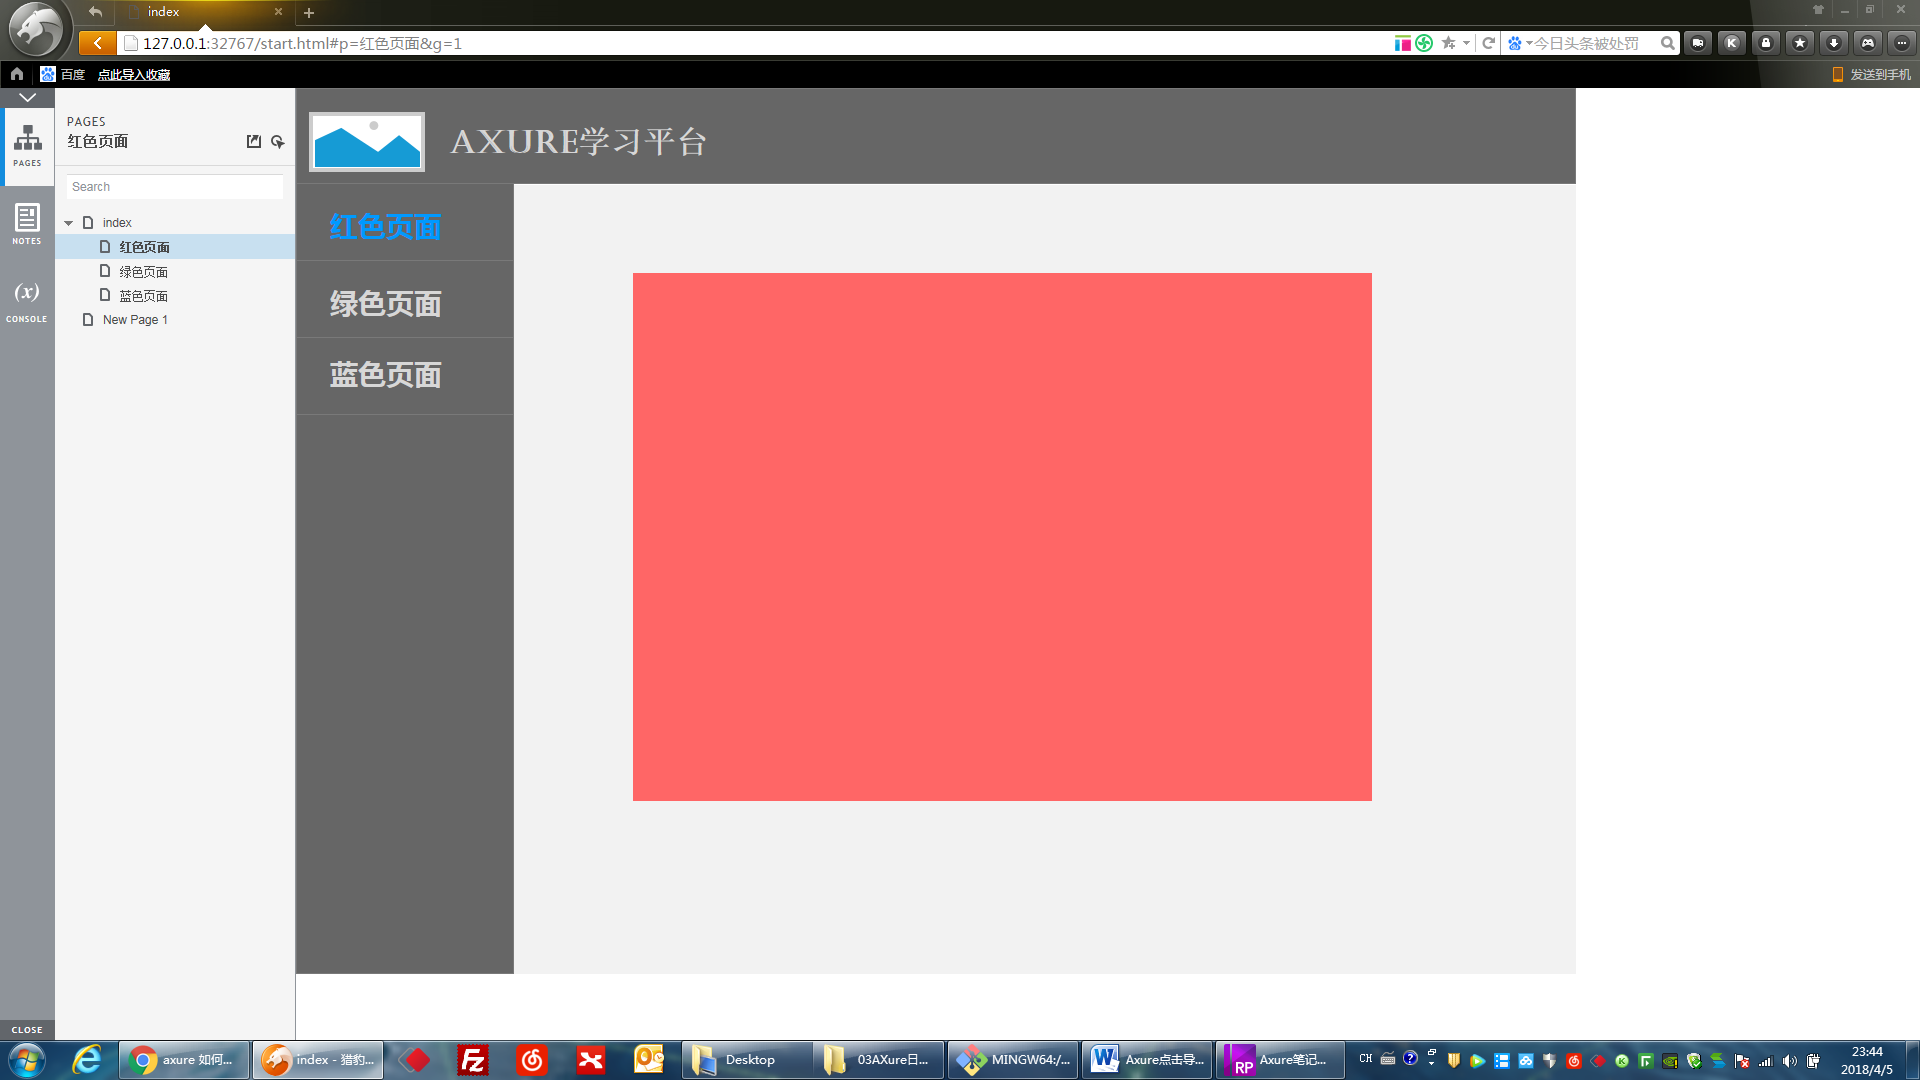 index
127.0.0.1:32767/start.html#p=红色页面&g=1
今日头条被处罚
百度
点此导入收藏
发送到手机
PAGES
NOTES
(x)
CONSOLE
CLOSE
PAGES
红色页面
Search
index
红色页面
绿色页面
蓝色页面
New Page 1
AXURE学习平台
红色页面
绿色页面
蓝色页面
axure 如何...
index - 猎豹...
Fz
Desktop
03AXure日...
MINGW64:/...
Axure点击导...
RP
Axure笔记...
CH
23:44
2018/4/5